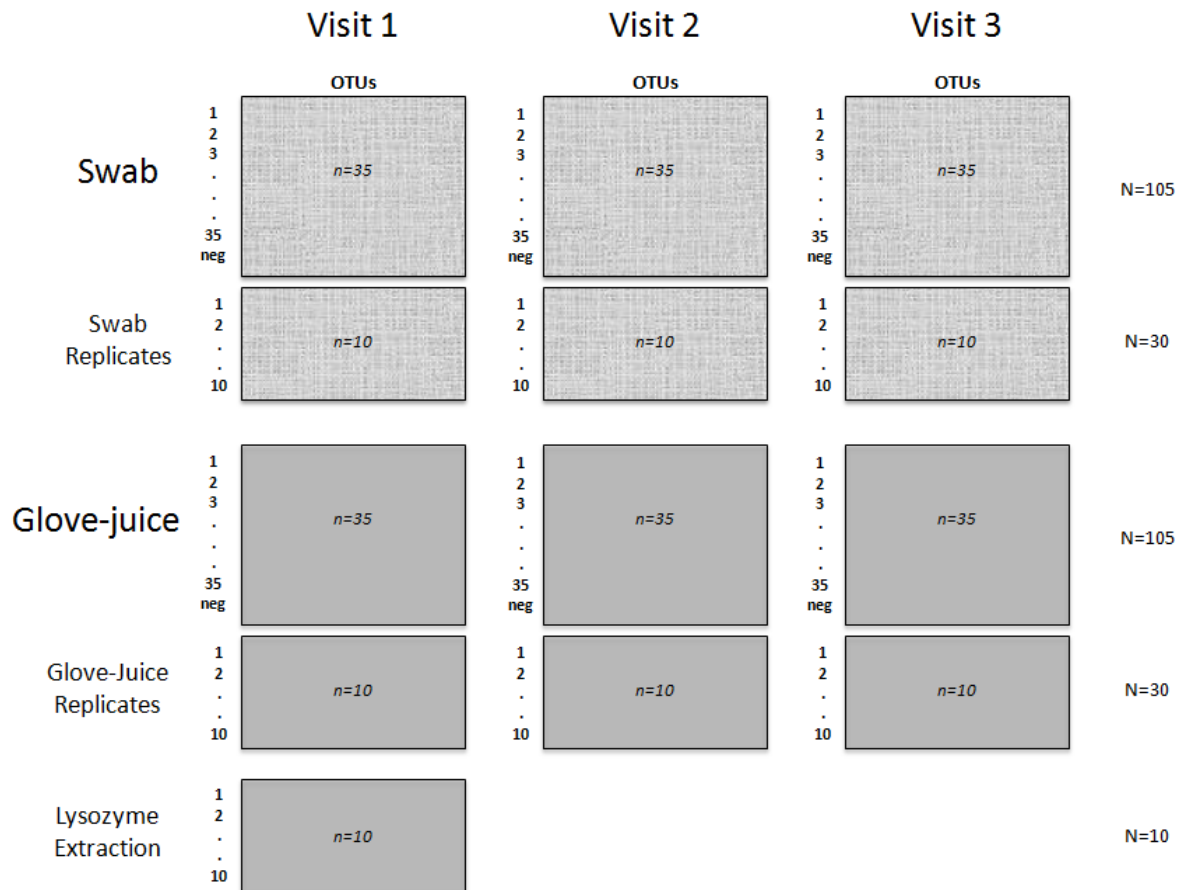 Visit 1
Visit 2
Visit 3
OTUs
OTUs
OTUs
Swab
1
2
3
.
.
.
35
neg
n=35
1
2
3
.
.
.
35
neg
n=35
1
2
3
.
.
.
35
neg
n=35
N=105
Swab
Replicates
1
2
.
.
10
n=10
1
2
.
.
10
n=10
1
2
.
.
10
n=10
N=30
Glove-juice
1
2
3
.
.
.
35
neg
n=35
1
2
3
.
.
.
35
neg
n=35
1
2
3
.
.
.
35
neg
n=35
N=105
Glove-Juice
Replicates
1
2
.
.
10
n=10
1
2
.
.
10
n=10
1
2
.
.
10
n=10
N=30
Lysozyme
Extraction
1
2
.
.
10
n=10
N=10